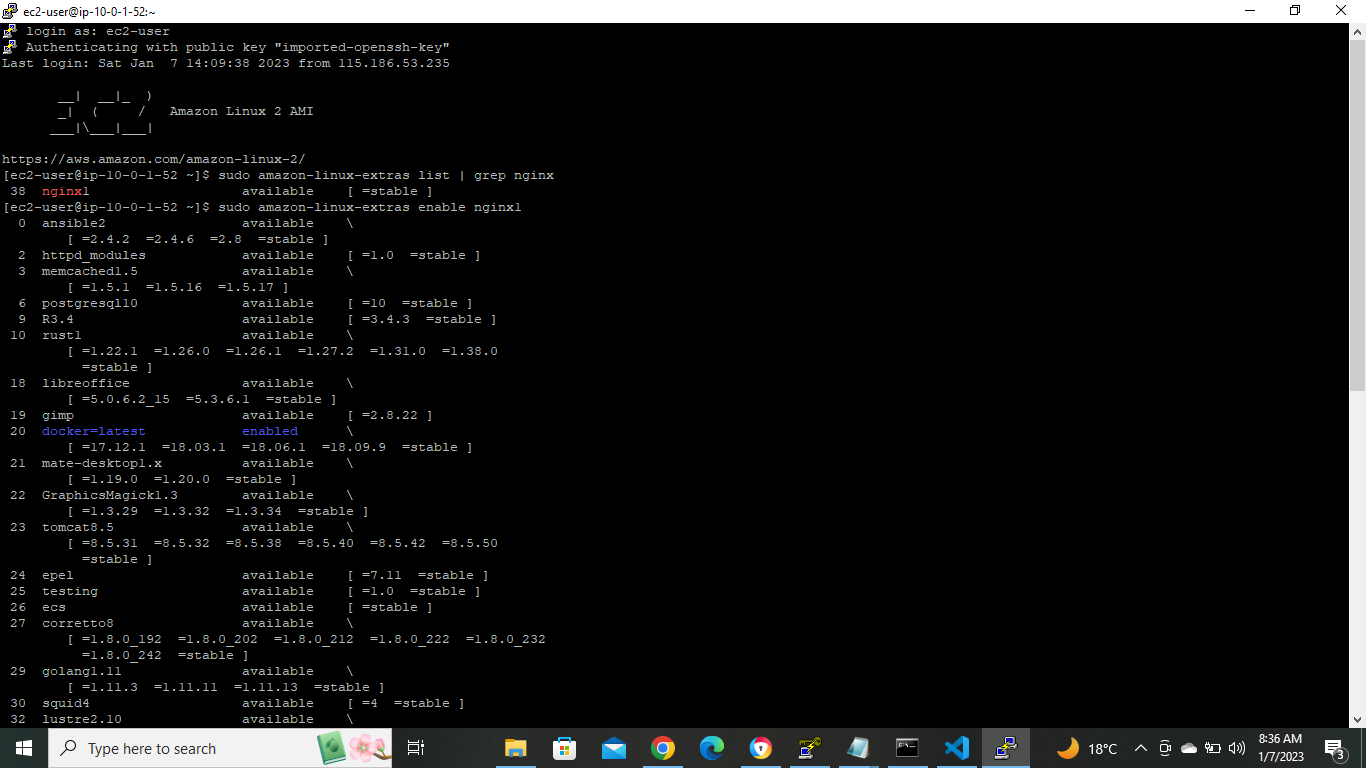 ec2-user@ip-10-0-1-52:~
login as: ec2-user
Authenticating with public key "imported-openssh-key"
Last login: Sat Jan  7 14:09:38 2023 from 115.186.53.235
       __|  __|_  )
       _|  (     /   Amazon Linux 2 AMI
      ___|\___|___|
https://aws.amazon.com/amazon-linux-2/
[ec2-user@ip-10-0-1-52 ~]$ sudo amazon-linux-extras list | grep nginx
 38  nginx1                   available    [ =stable ]
[ec2-user@ip-10-0-1-52 ~]$ sudo amazon-linux-extras enable nginx1
  0  ansible2                 available    \
        [ =2.4.2  =2.4.6  =2.8  =stable ]
  2  httpd_modules            available    [ =1.0  =stable ]
  3  memcached1.5             available    \
        [ =1.5.1  =1.5.16  =1.5.17 ]
  6  postgresql10             available    [ =10  =stable ]
  9  R3.4                     available    [ =3.4.3  =stable ]
 10  rust1                    available    \
        [ =1.22.1  =1.26.0  =1.26.1  =1.27.2  =1.31.0  =1.38.0
          =stable ]
 18  libreoffice              available    \
        [ =5.0.6.2_15  =5.3.6.1  =stable ]
 19  gimp                     available    [ =2.8.22 ]
 20  docker=latest            enabled      \
        [ =17.12.1  =18.03.1  =18.06.1  =18.09.9  =stable ]
 21  mate-desktop1.x          available    \
        [ =1.19.0  =1.20.0  =stable ]
 22  GraphicsMagick1.3        available    \
        [ =1.3.29  =1.3.32  =1.3.34  =stable ]
 23  tomcat8.5                available    \
        [ =8.5.31  =8.5.32  =8.5.38  =8.5.40  =8.5.42  =8.5.50
          =stable ]
 24  epel                     available    [ =7.11  =stable ]
 25  testing                  available    [ =1.0  =stable ]
 26  ecs                      available    [ =stable ]
 27  corretto8                available    \
        [ =1.8.0_192  =1.8.0_202  =1.8.0_212  =1.8.0_222  =1.8.0_232
          =1.8.0_242  =stable ]
 29  golang1.11               available    \
        [ =1.11.3  =1.11.11  =1.11.13  =stable ]
 30  squid4                   available    [ =4  =stable ]
 32  lustre2.10               available    \
Type here to search
18°C
8:36 AM
1/7/2023
3